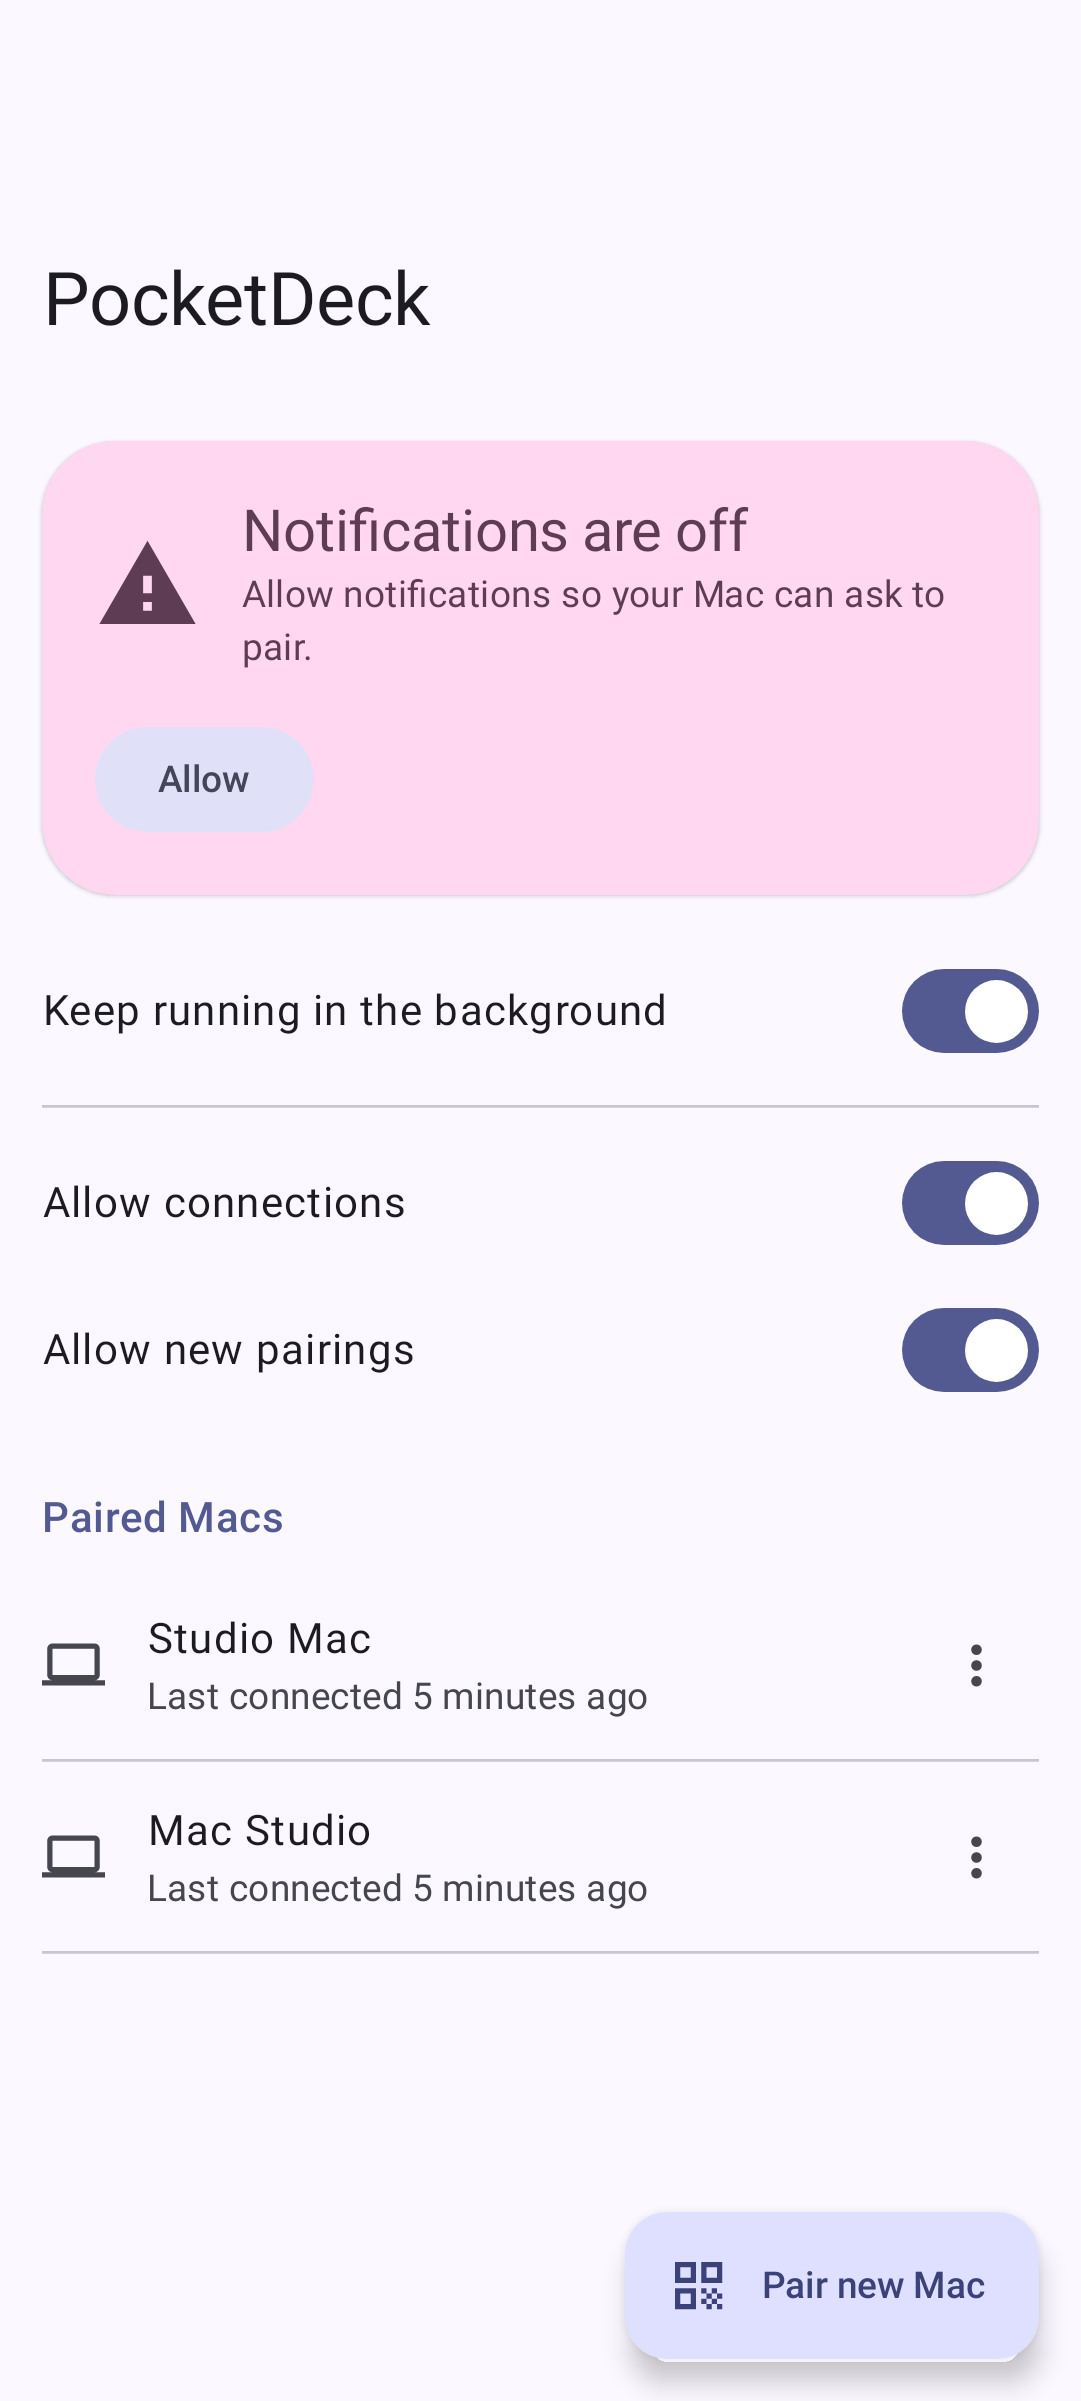 PocketDeck
Notifications are off
Allow notifications so your Mac can ask to
pair.
Allow
Keep running in the background
Allow connections
Allow new pairings
Paired Macs
Studio Mac
Last connected 5 minutes ago
Mac Studio
Last connected 5 minutes ago
Pair new Mac